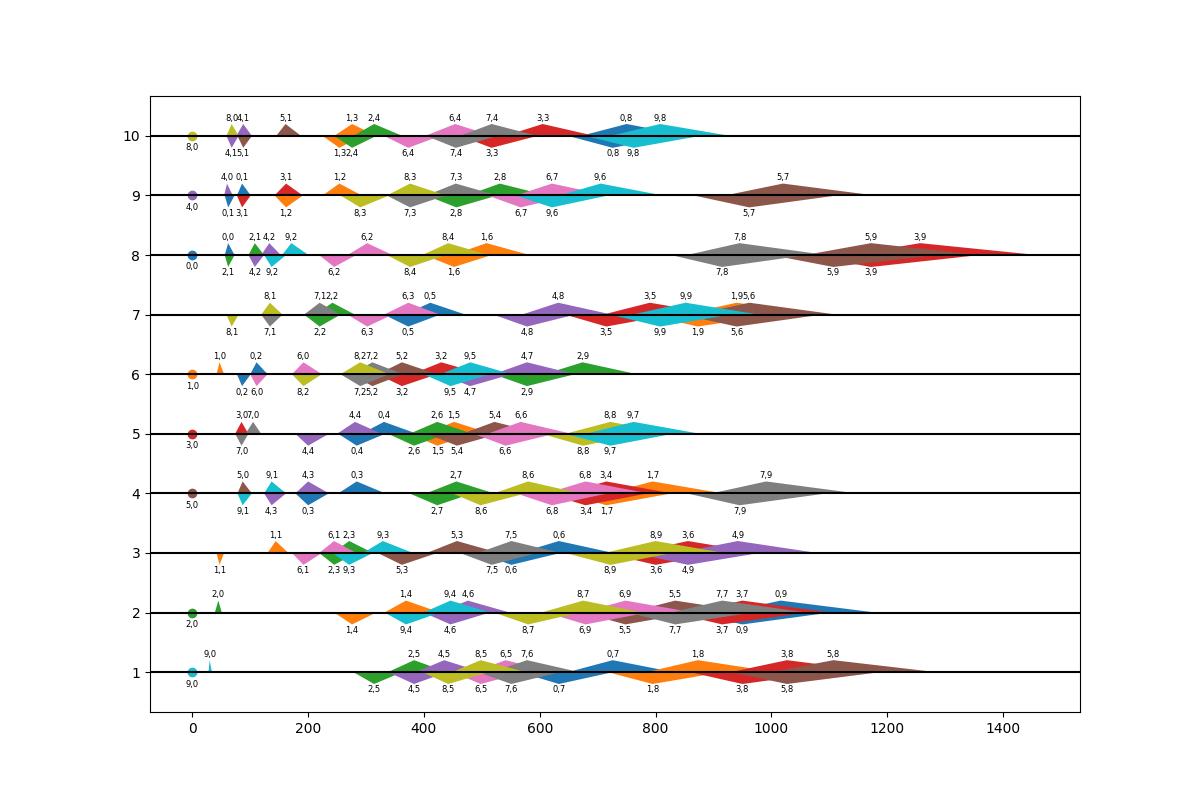 8,0 4,1 5,1 1,3 2,4 6,4 7,4 3,3 0,8 9,8
10
8,0 4,1 5,1 1,3 2,4 6,4 7,4 3,3 0,8 9,8
4,0 0,1 3,1 1,2 8,3 7,3 2,8 6,7 9,6 5,7
9
4,0 0,1 3,1 1,2 8,3 7,3 2,8 6,7 9,6 5,7
0,0 2,1 4,2 9,2 6,2 8,4 1,6 7,8 5,9 3,9
8
0,0 2,1 4,2 9,2 6,2 8,4 1,6 7,8 5,9 3,9
8,1 7,1 2,2 6,3 0,5 4,8 3,5 9,9 1,9 5,6
7
8,1 7,1 2,2 6,3 0,5 4,8 3,5 9,9 1,9 5,6
1,0 0,2 6,0 8,2 7,2 5,2 3,2 9,5 4,7 2,9
6
1,0 0,2 6,0 8,2 7,2 5,2 3,2 9,5 4,7 2,9
3,0 7,0 4,4 0,4 2,6 1,5 5,4 6,6 8,8 9,7
5
3,0 7,0 4,4 0,4 2,6 1,5 5,4 6,6 8,8 9,7
5,0 9,1 4,3 0,3 2,7 8,6 6,8 3,4 1,7 7,9
4
5,0 9,1 4,3 0,3 2,7 8,6 6,8 3,4 1,7 7,9
1,1 6,1 2,3 9,3 5,3 7,5 0,6 8,9 3,6 4,9
3
1,1 6,1 2,3 9,3 5,3 7,5 0,6 8,9 3,6 4,9
2,0 1,4 9,4 4,6 8,7 6,9 5,5 7,7 3,7 0,9
2
2,0 1,4 9,4 4,6 8,7 6,9 5,5 7,7 3,7 0,9
9,0 2,5 4,5 8,5 6,5 7,6 0,7 1,8 3,8 5,8
1
9,0 2,5 4,5 8,5 6,5 7,6 0,7 1,8 3,8 5,8
0 200 400 600 800 1000 1200 1400